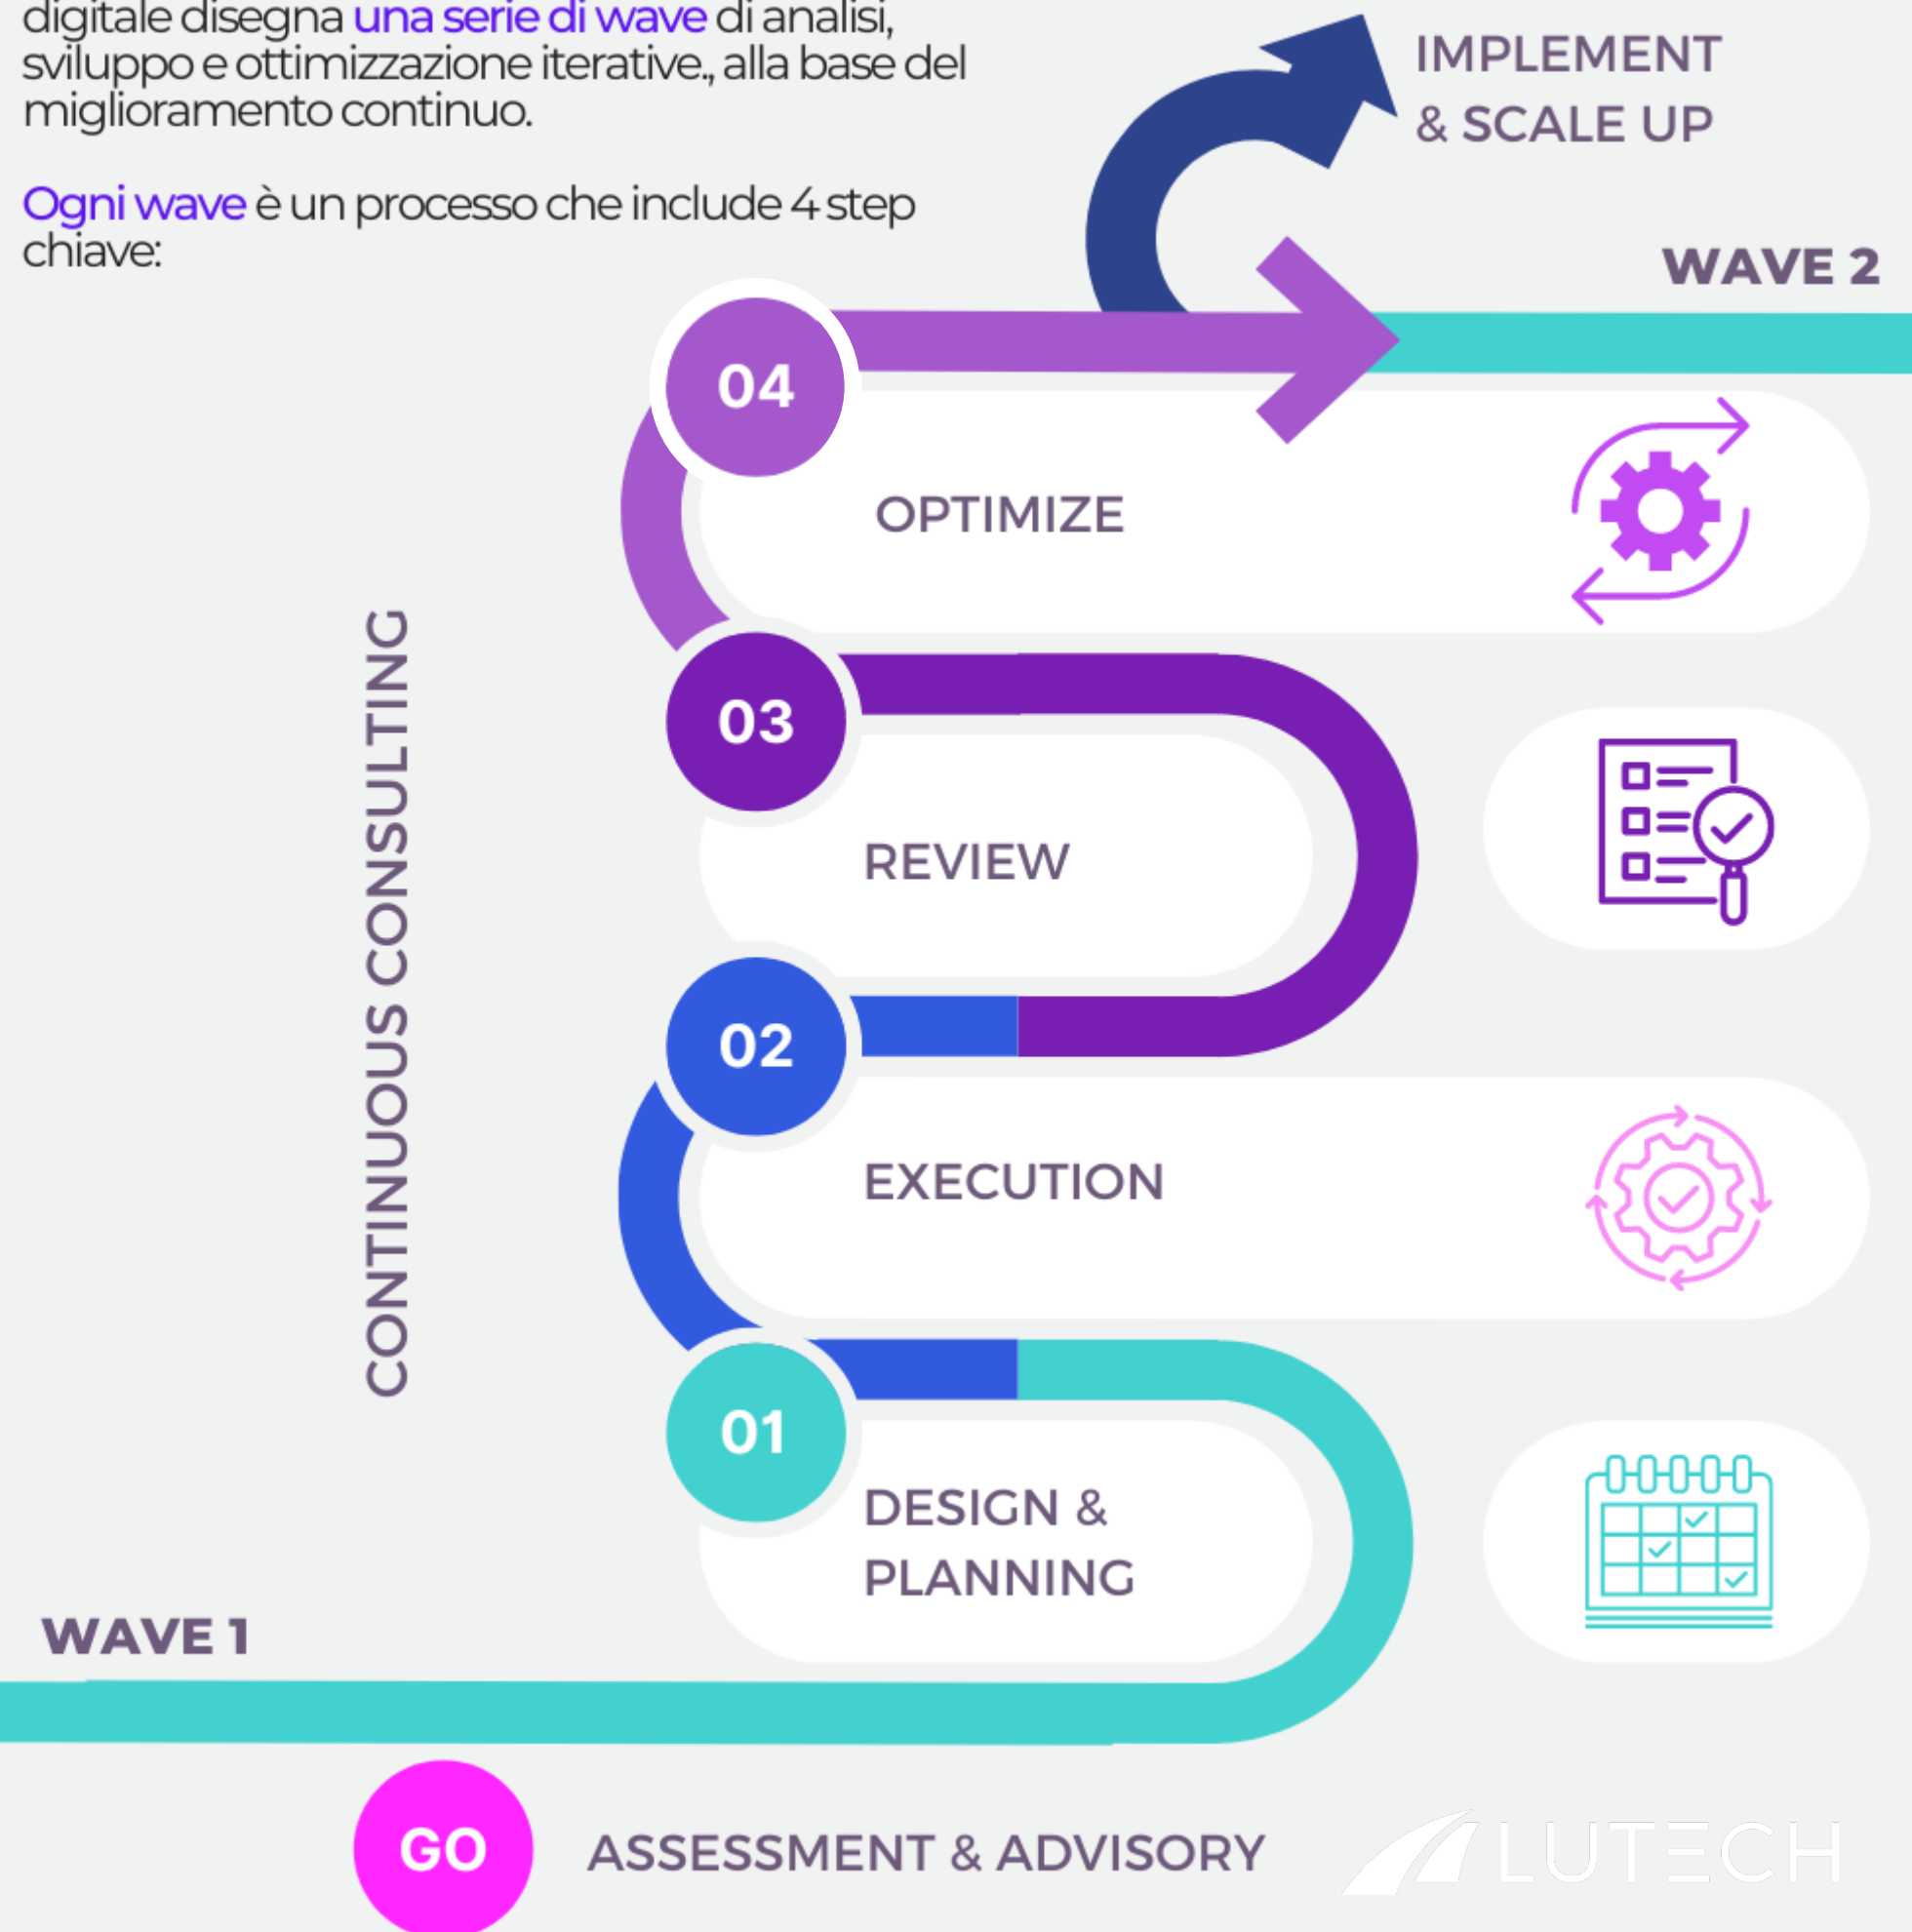 digitale disegna una serie di wave di analisi,
sviluppo e ottimizzazione iterative., alla base del
miglioramento continuo.
Ogni wave è un processo che include 4 step
chiave:
IMPLEMENT
& SCALE UP
WAVE 2
04
OPTIMIZE
03
REVIEW
02
EXECUTION
01
DESIGN &
PLANNING
CONTINUOUS CONSULTING
WAVE 1
GO
ASSESSMENT & ADVISORY
LUTECH